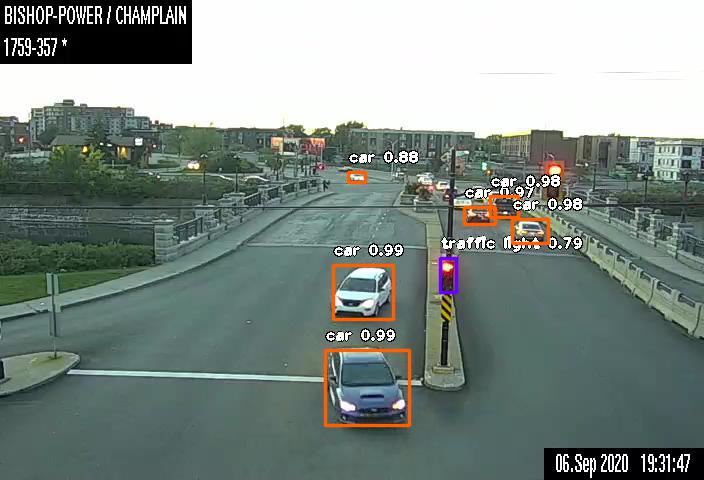 BISHOP-POWER / CHAMPLAIN
1759-357 *
car 0.88
car 0.98
car 0.97
car 0.98
traffic light 0.79
car 0.99
car 0.99
06.Sep 2020 19:31:47